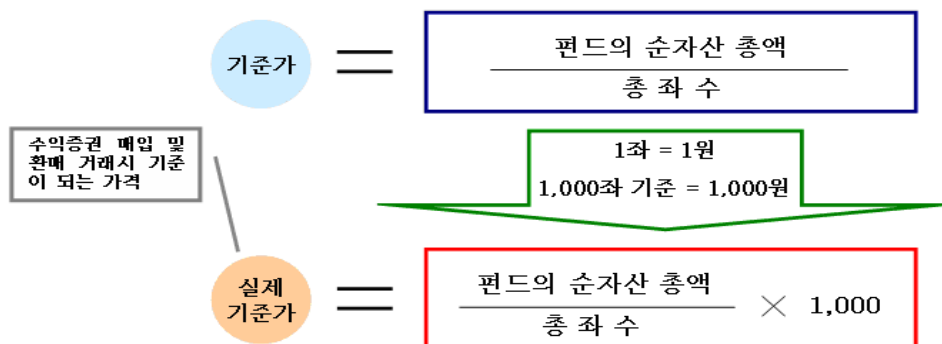 기준가
펀드의 순자산 총액
총 좌 수
수익증권 매입 및
환매 거래시 기준
이 되는 가격
1좌 = 1원
1,000좌 기준 = 1,000원
실제
기준가
펀드의 순자산 총액
총 좌 수
× 1,000